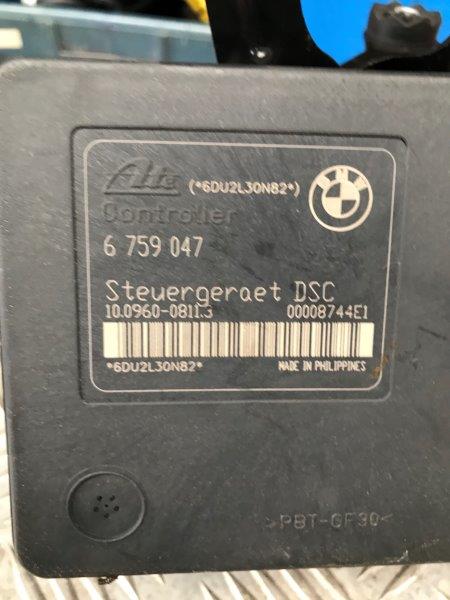 Ate (*6DU2L30N82*)
BMW
Controller
6 759 047
Steuergeraet DSC
10.0960-0811.3 00008744E1
*6DU2L30N82* MADE IN PHILIPPINES
>PBT-GF30<